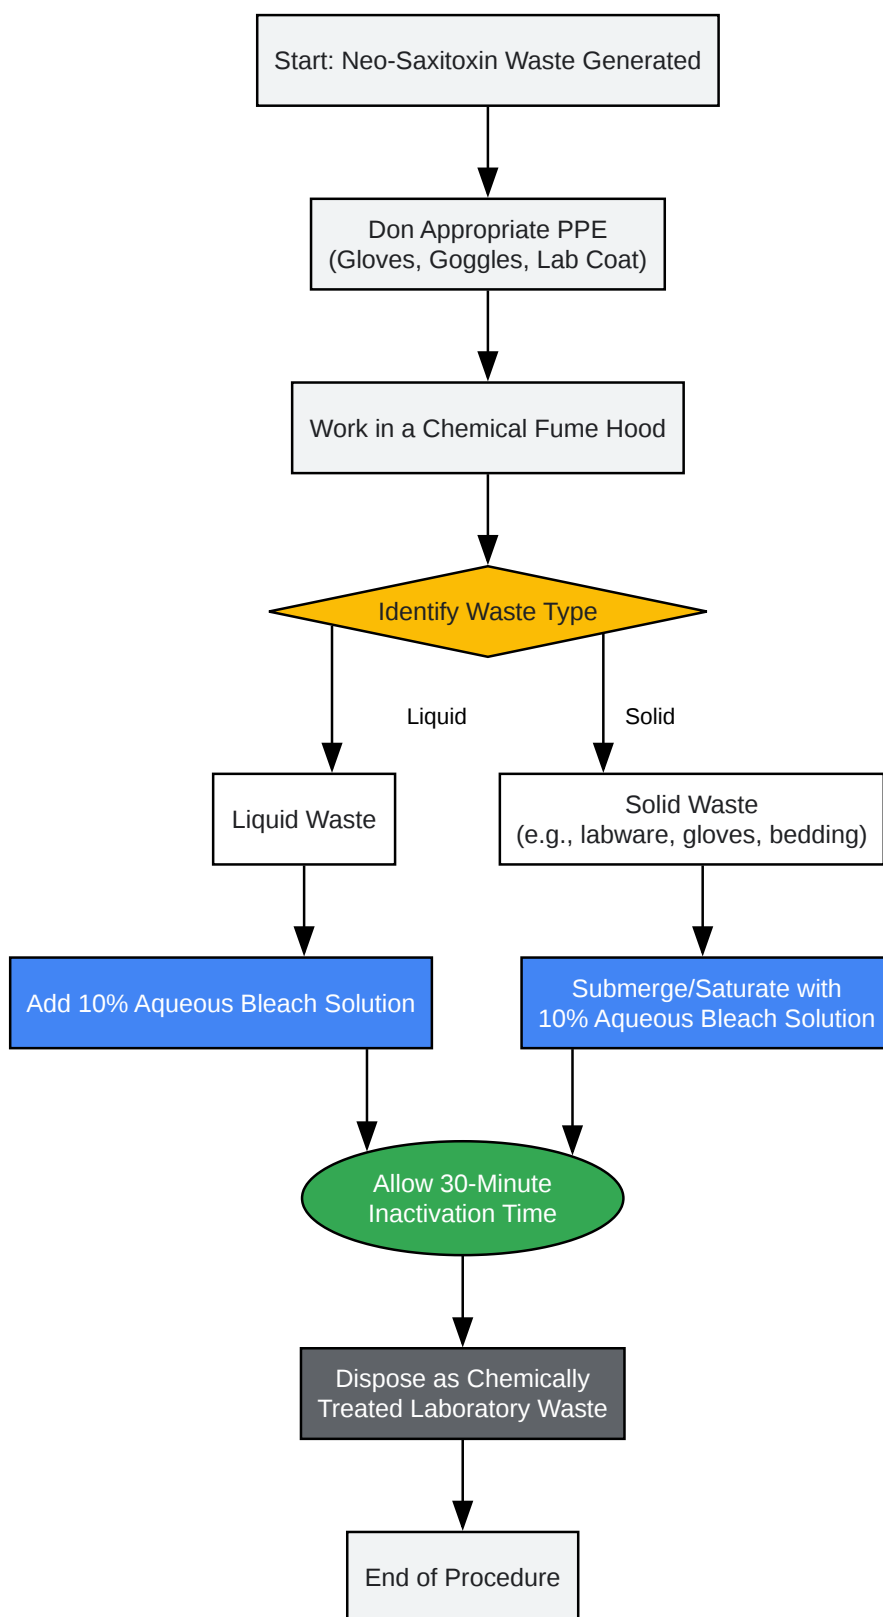 Start: Neo-Saxitoxin Waste Generated
Don Appropriate PPE
(Gloves, Goggles, Lab Coat)
Work in a Chemical Fume Hood
Identify Waste Type
Liquid
Solid
Liquid Waste
Solid Waste
(e.g., labware, gloves, bedding)
Add 10% Aqueous Bleach Solution
Submerge/Saturate with
10% Aqueous Bleach Solution
Allow 30-Minute
Inactivation Time
Dispose as Chemically
Treated Laboratory Waste
End of Procedure